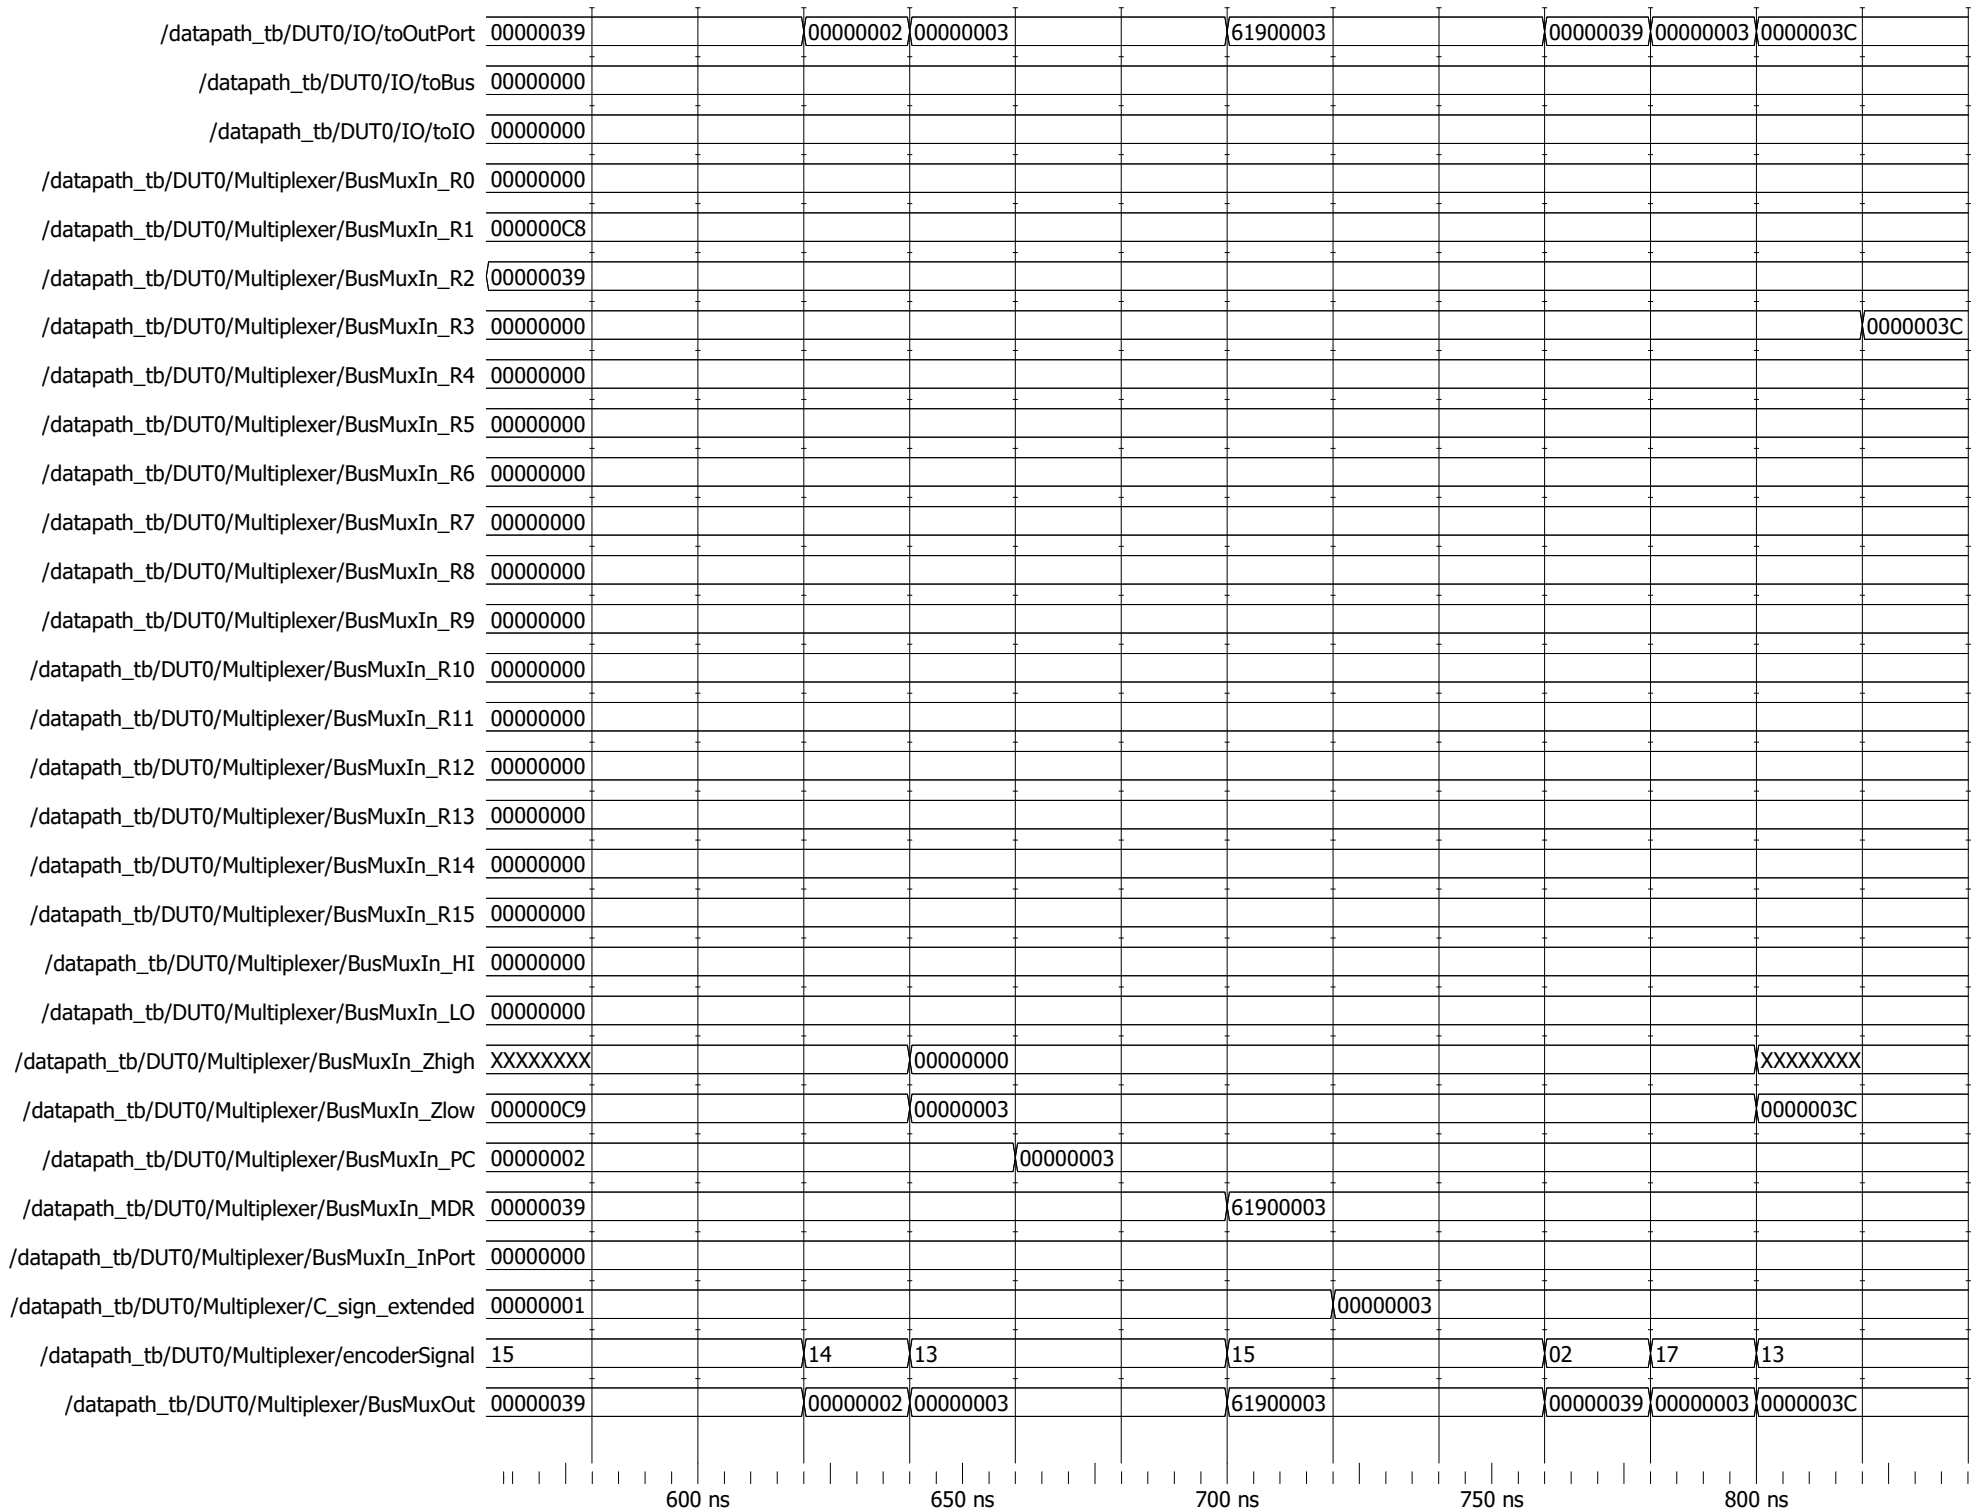 /datapath_tb/DUT0/IO/toOutPort 00000039 00000002 00000003 61900003 00000039 00000003 0000003C
/datapath_tb/DUT0/IO/toBus 00000000
/datapath_tb/DUT0/IO/toIO 00000000
/datapath_tb/DUT0/Multiplexer/BusMuxIn_R0 00000000
/datapath_tb/DUT0/Multiplexer/BusMuxIn_R1 000000C8
/datapath_tb/DUT0/Multiplexer/BusMuxIn_R2 00000039
/datapath_tb/DUT0/Multiplexer/BusMuxIn_R3 00000000 0000003C
/datapath_tb/DUT0/Multiplexer/BusMuxIn_R4 00000000
/datapath_tb/DUT0/Multiplexer/BusMuxIn_R5 00000000
/datapath_tb/DUT0/Multiplexer/BusMuxIn_R6 00000000
/datapath_tb/DUT0/Multiplexer/BusMuxIn_R7 00000000
/datapath_tb/DUT0/Multiplexer/BusMuxIn_R8 00000000
/datapath_tb/DUT0/Multiplexer/BusMuxIn_R9 00000000
/datapath_tb/DUT0/Multiplexer/BusMuxIn_R10 00000000
/datapath_tb/DUT0/Multiplexer/BusMuxIn_R11 00000000
/datapath_tb/DUT0/Multiplexer/BusMuxIn_R12 00000000
/datapath_tb/DUT0/Multiplexer/BusMuxIn_R13 00000000
/datapath_tb/DUT0/Multiplexer/BusMuxIn_R14 00000000
/datapath_tb/DUT0/Multiplexer/BusMuxIn_R15 00000000
/datapath_tb/DUT0/Multiplexer/BusMuxIn_HI 00000000
/datapath_tb/DUT0/Multiplexer/BusMuxIn_LO 00000000
/datapath_tb/DUT0/Multiplexer/BusMuxIn_Zhigh XXXXXXXX 00000000 XXXXXXXX
/datapath_tb/DUT0/Multiplexer/BusMuxIn_Zlow 000000C9 00000003 0000003C
/datapath_tb/DUT0/Multiplexer/BusMuxIn_PC 00000002 00000003
/datapath_tb/DUT0/Multiplexer/BusMuxIn_MDR 00000039 61900003
/datapath_tb/DUT0/Multiplexer/BusMuxIn_InPort 00000000
/datapath_tb/DUT0/Multiplexer/C_sign_extended 00000001 00000003
/datapath_tb/DUT0/Multiplexer/encoderSignal 15 14 13 15 02 17 13
/datapath_tb/DUT0/Multiplexer/BusMuxOut 00000039 00000002 00000003 61900003 00000039 00000003 0000003C
600 ns 650 ns 700 ns 750 ns 800 ns